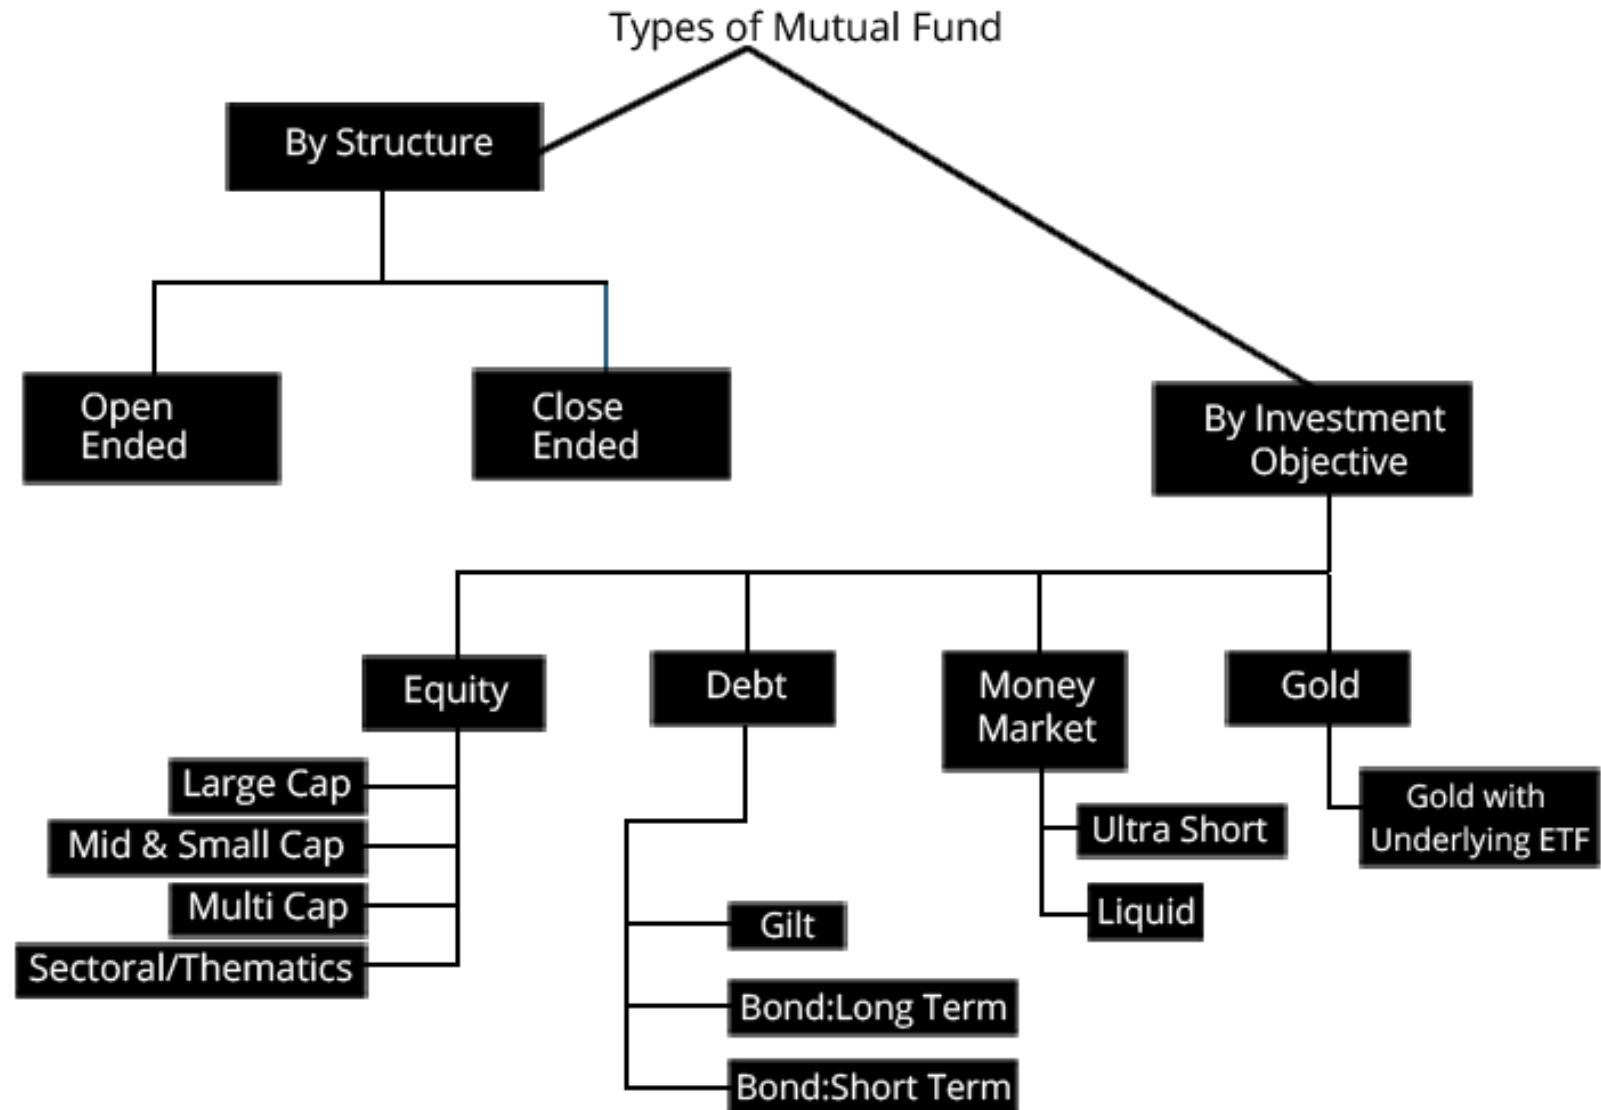 Types of Mutual Fund
By Structure
Open
Ended
Close
Ended
By Investment
Objective
Equity
Debt
Money
Market
Gold
Large Cap
Mid & Small Cap
Multi Cap
Sectoral/Thematics
Gilt
Bond:Long Term
Bond:Short Term
Ultra Short
Liquid
Gold with
Underlying ETF